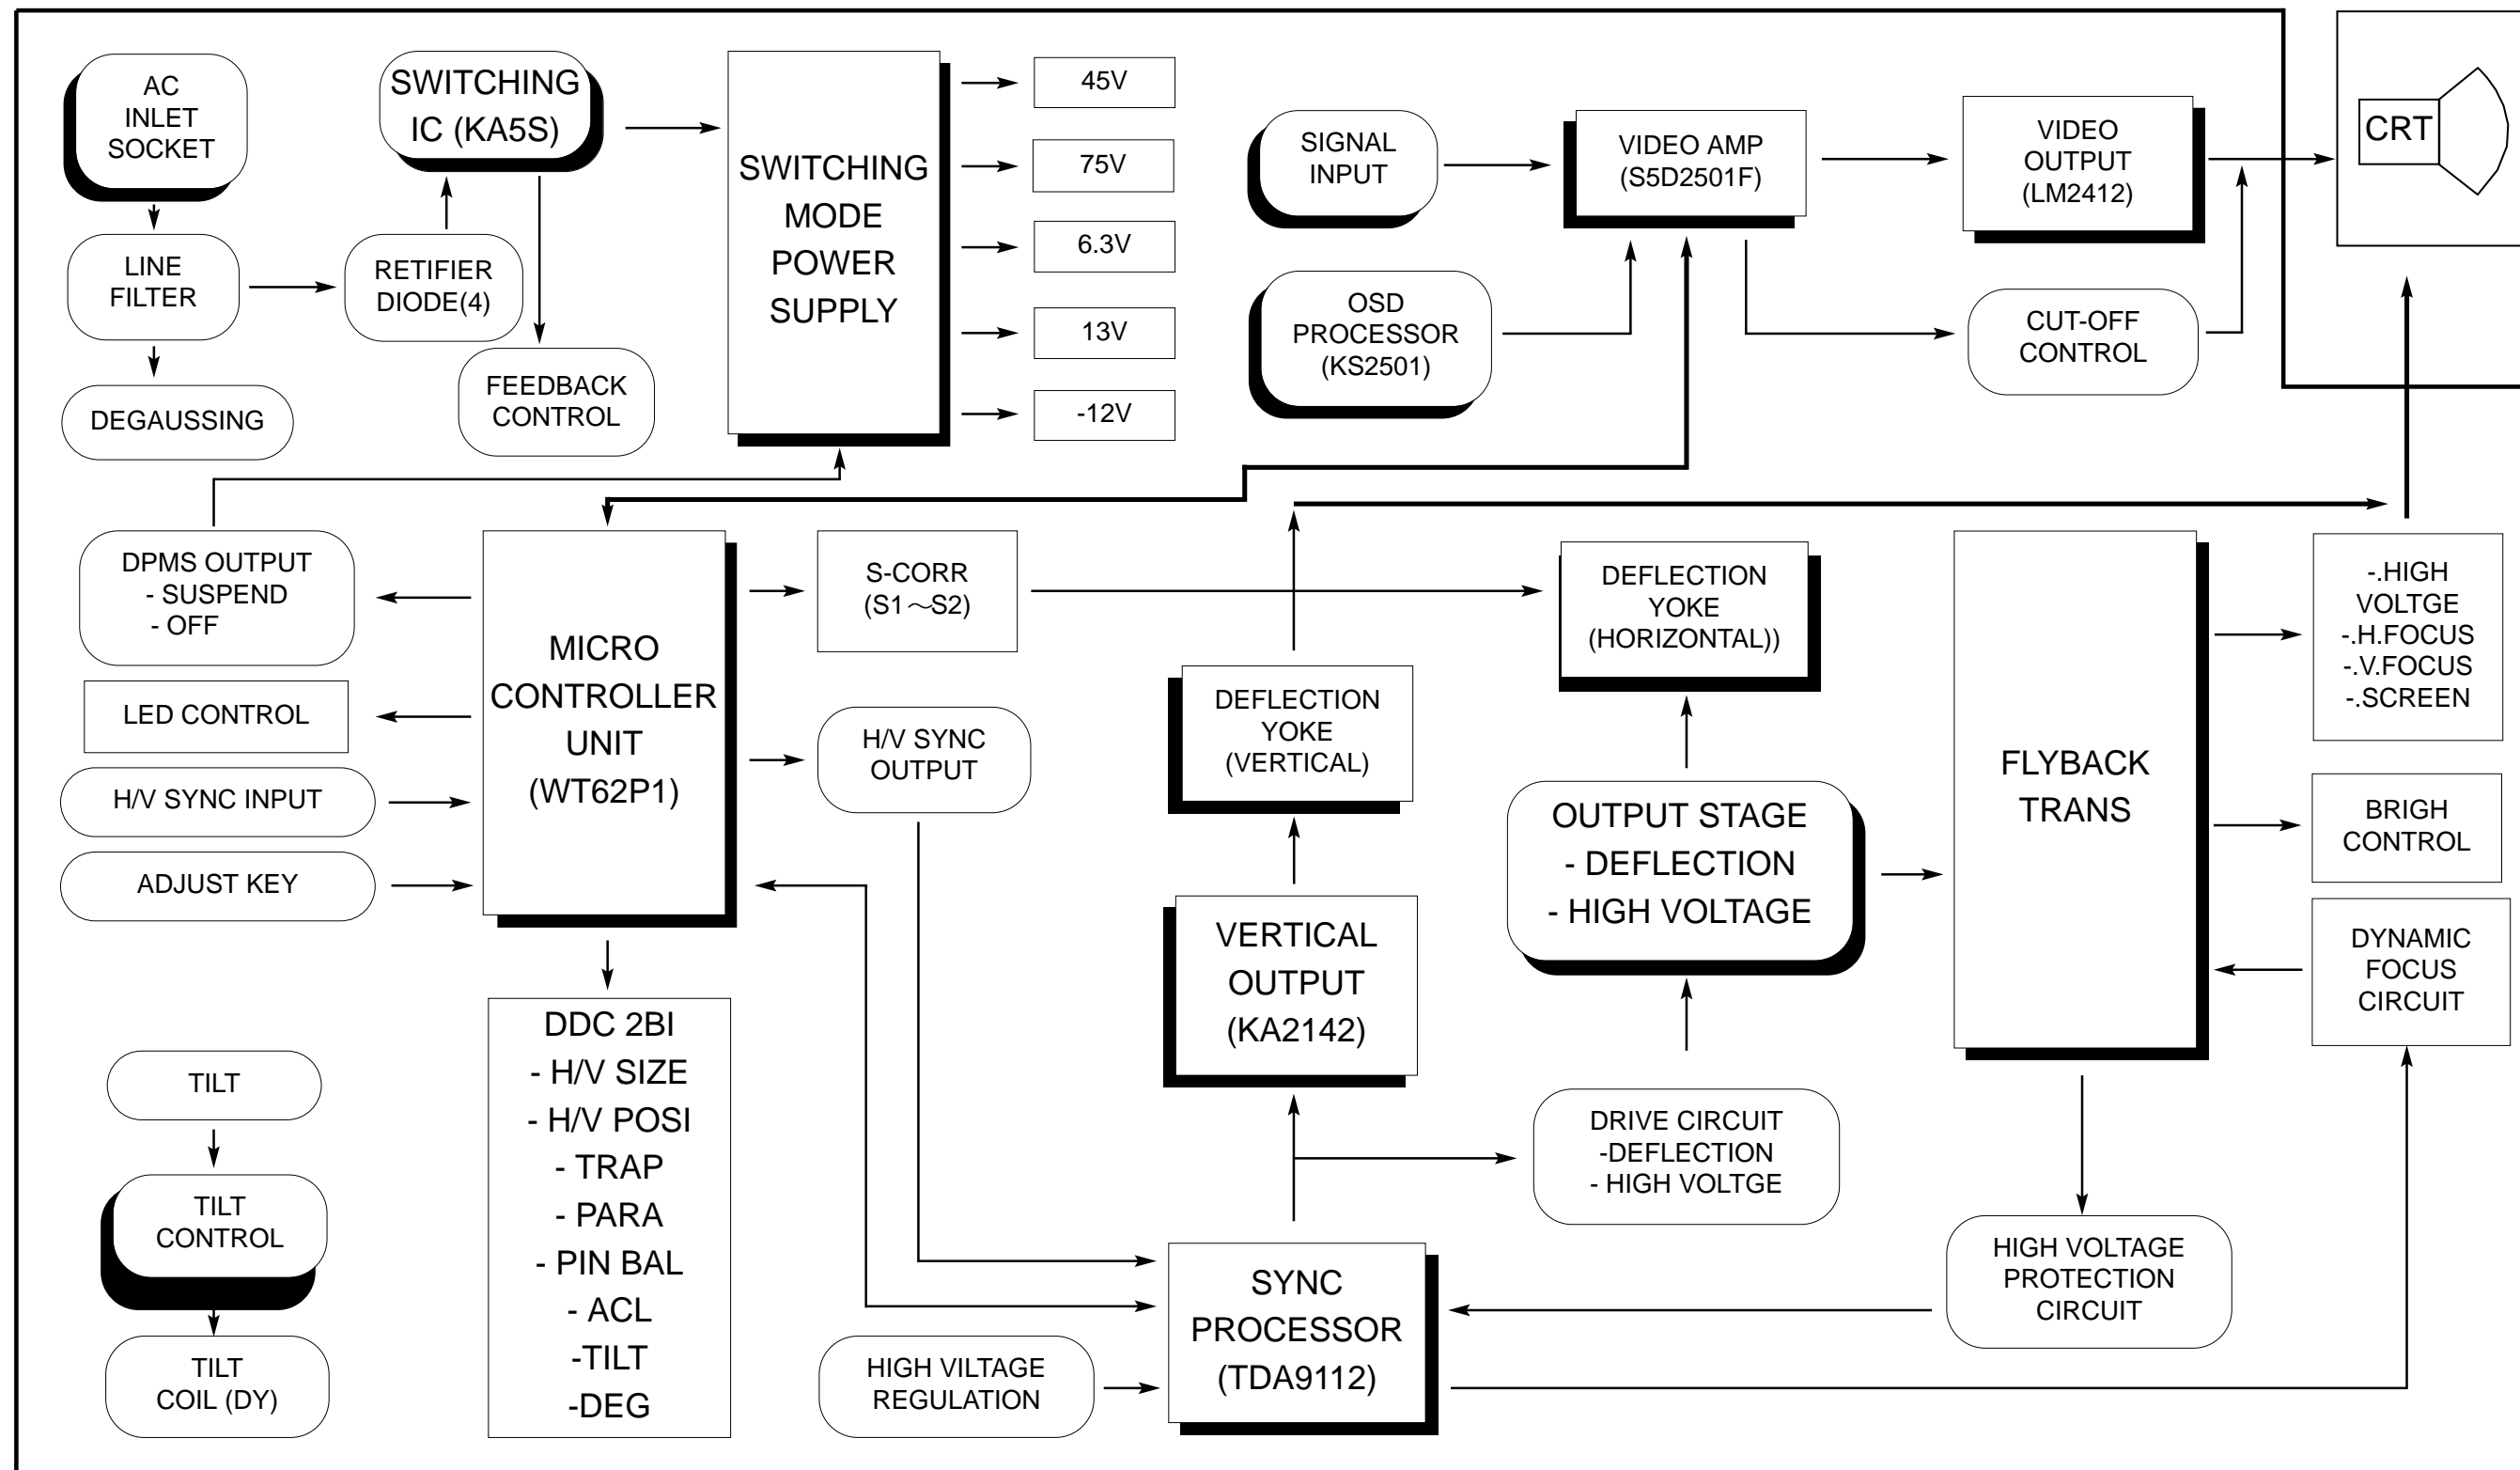 AC
INLET
SOCKET
SWITCHING
IC (KA5S)
LINE
FILTER
RETIFIER
DIODE(4)
DEGAUSSING
FEEDBACK
CONTROL
SWITCHING
MODE
POWER
SUPPLY
45V
75V
6.3V
13V
-12V
SIGNAL
INPUT
OSD
PROCESSOR
(KS2501)
VIDEO AMP
(S5D2501F)
VIDEO
OUTPUT
(LM2412)
CUT-OFF
CONTROL
CRT
DPMS OUTPUT
- SUSPEND
- OFF
LED CONTROL
H/V SYNC INPUT
ADJUST KEY
MICRO
CONTROLLER
UNIT
(WT62P1)
S-CORR
(S1～S2)
H/V SYNC
OUTPUT
DEFLECTION
YOKE
(VERTICAL)
DEFLECTION
YOKE
(HORIZONTAL))
OUTPUT STAGE
- DEFLECTION
- HIGH VOLTAGE
FLYBACK
TRANS
-.HIGH
VOLTGE
-.H.FOCUS
-.V.FOCUS
-.SCREEN
BRIGH
CONTROL
DYNAMIC
FOCUS
CIRCUIT
VERTICAL
OUTPUT
(KA2142)
DRIVE CIRCUIT
-DEFLECTION
- HIGH VOLTGE
TILT
TILT
CONTROL
TILT
COIL (DY)
DDC 2BI
- H/V SIZE
- H/V POSI
- TRAP
- PARA
- PIN BAL
- ACL
-TILT
-DEG
HIGH VILTAGE
REGULATION
SYNC
PROCESSOR
(TDA9112)
HIGH VOLTAGE
PROTECTION
CIRCUIT